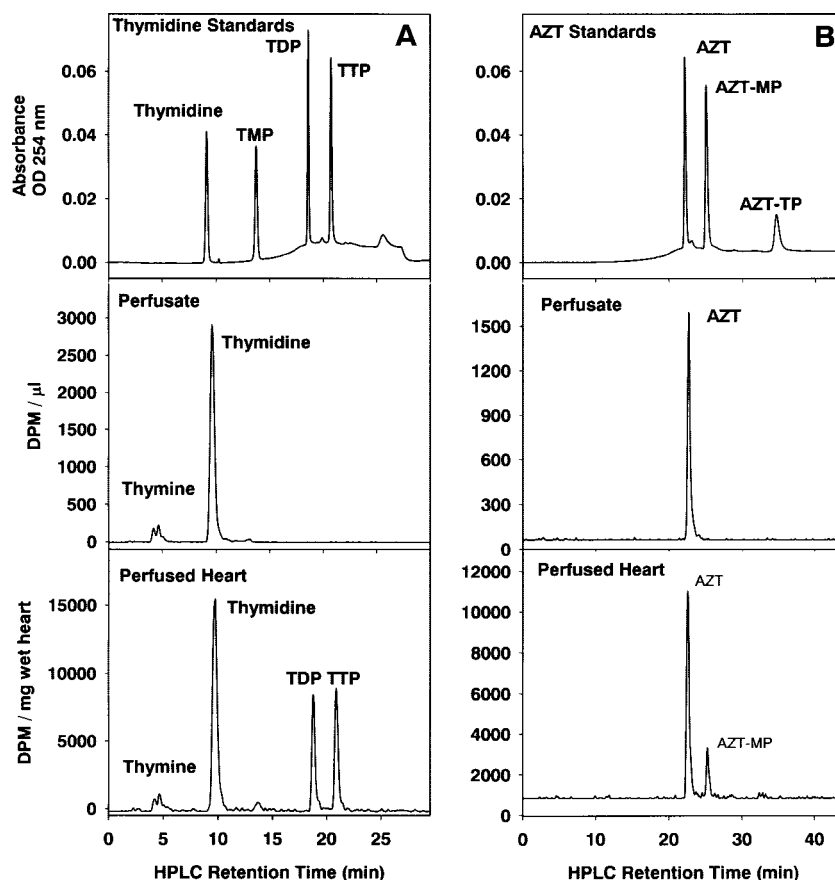 A
Thymidine Standards
TDP
TTP
Thymidine
TMP
Absorbance
OD 254 nm
0.06
0.04
0.02
0.00
Perfusate
Thymidine
Thymine
DPM / µl
3000
2500
2000
1500
1000
500
0
Perfused Heart
Thymidine
TDP TTP
Thymine
DPM / mg wet heart
15000
10000
5000
0
0 5 10 15 20 25
HPLC Retention Time (min)
B
AZT Standards
AZT
AZT-MP
AZT-TP
0.06
0.04
0.02
0.00
Perfusate
AZT
1500
1200
900
600
300
0
Perfused Heart
AZT
AZT-MP
12000
10000
8000
6000
4000
2000
0
0 10 20 30 40
HPLC Retention Time (min)